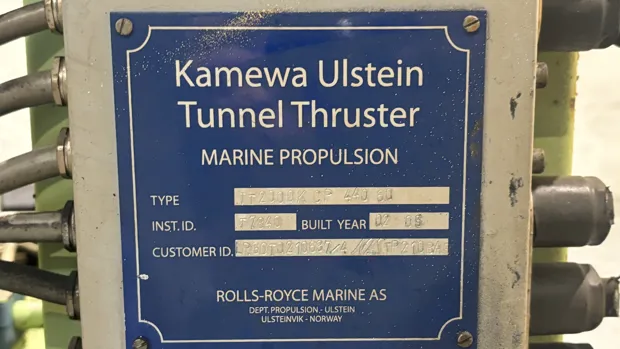 Kamewa Ulstein
Tunnel Thruster
MARINE PROPULSION
TYPE
INST.ID. BUILT YEAR
CUSTOMER ID.
ROLLS-ROYCE MARINE AS
DEPT. PROPULSION - ULSTEIN
ULSTEINVIK - NORWAY